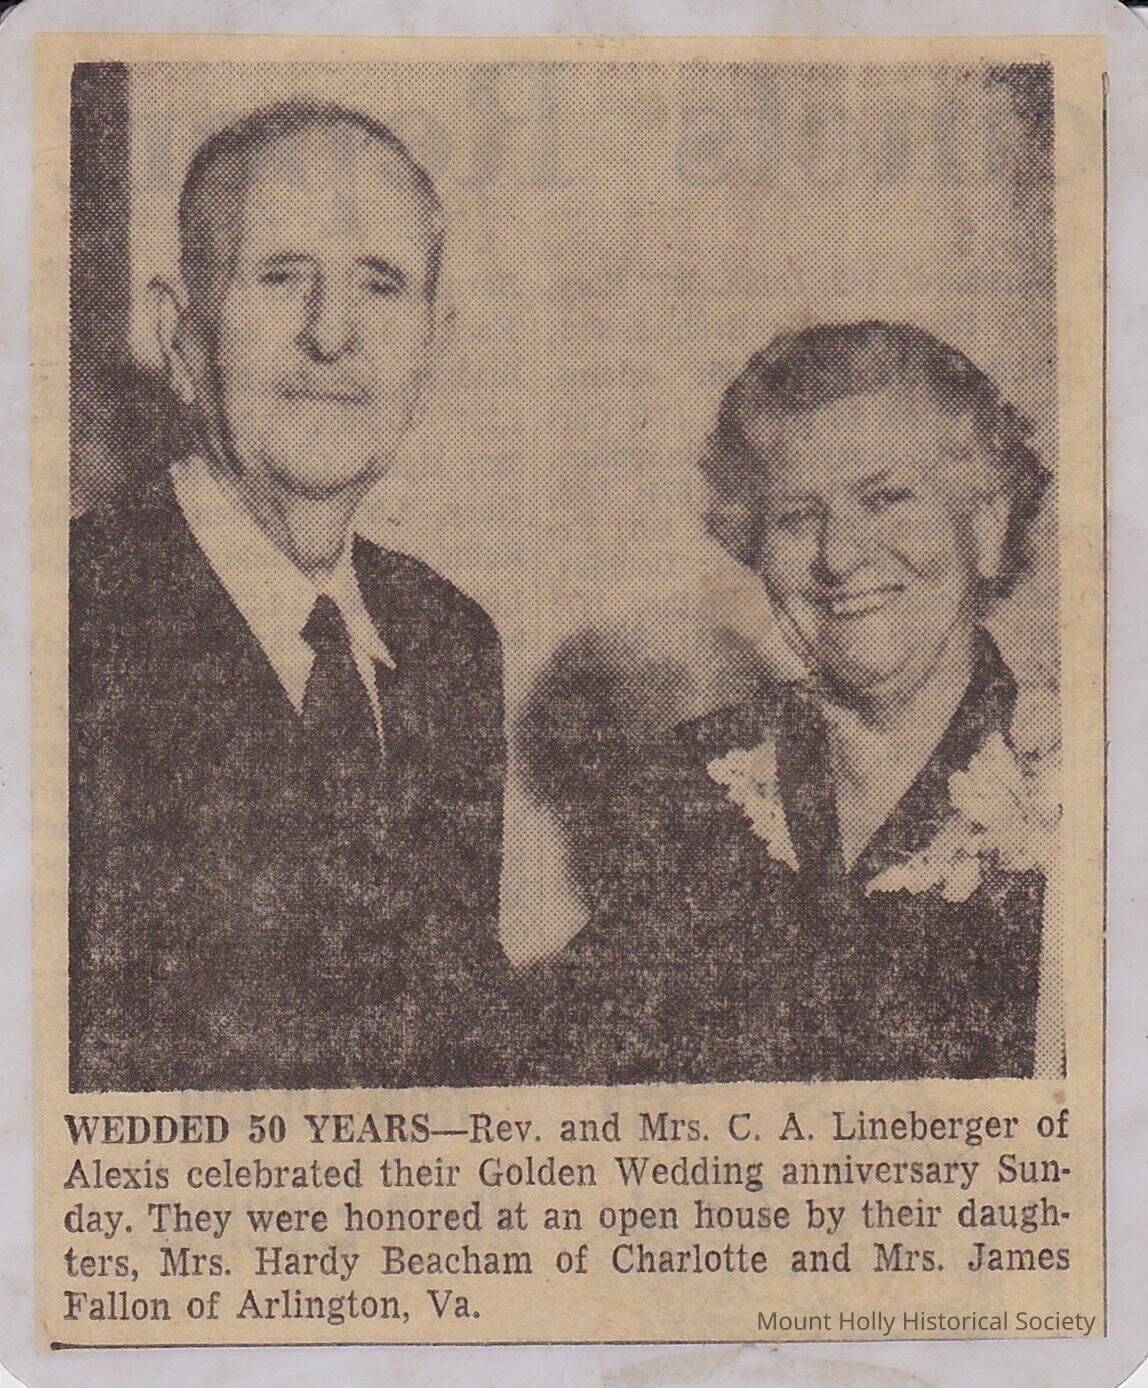 WEDDED 50 YEARS—Rev. and Mrs. C. A. Lineberger of
Alexis celebrated their Golden Wedding anniversary Sun-
day. They were honored at an open house by their daugh-
ters, Mrs. Hardy Beacham of Charlotte and Mrs. James
Fallon of Arlington, Va.
Mount Holly Historical Society